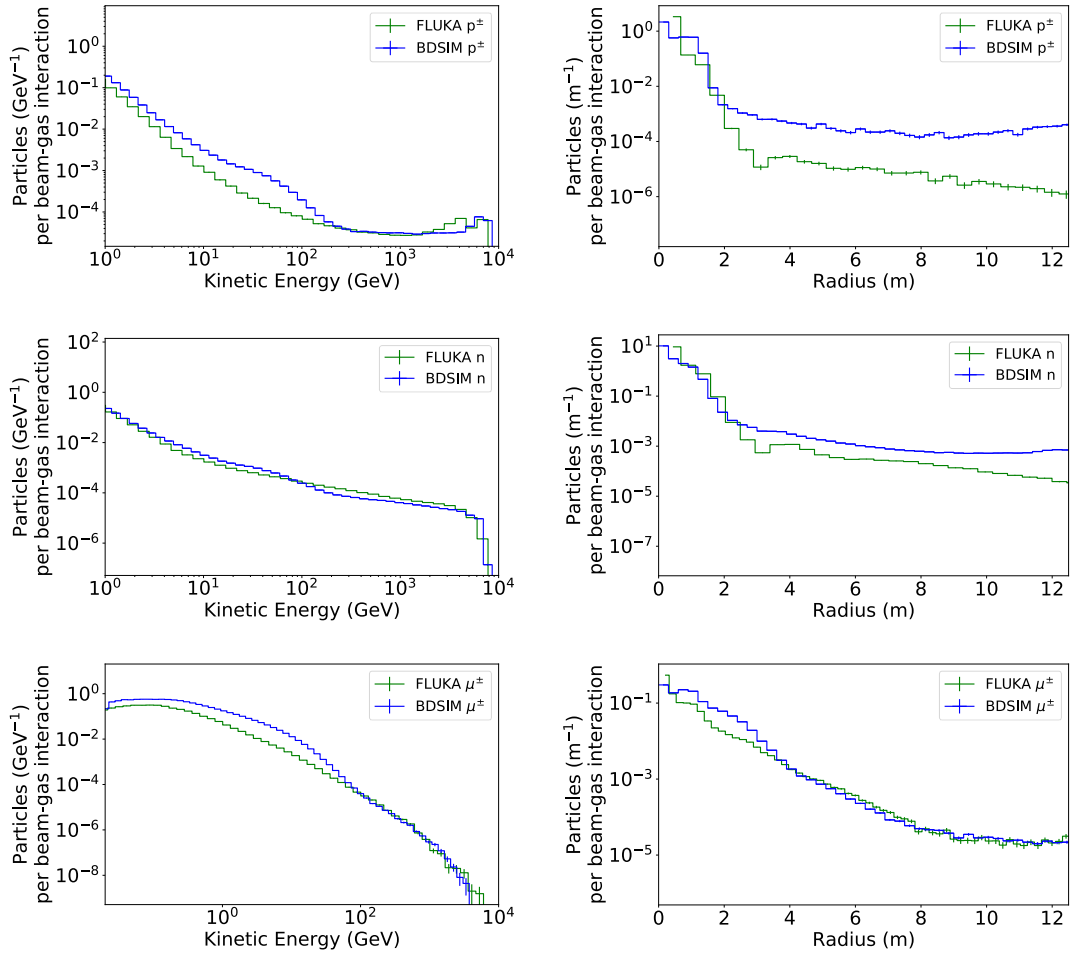 Particles (GeV⁻¹)
per beam-gas interaction
10⁰
10⁻¹
10⁻²
10⁻³
10⁻⁴
FLUKA p±
BDSIM p±
10⁰ 10¹ 10² 10³ 10⁴
Kinetic Energy (GeV)
Particles (m⁻¹)
per beam-gas interaction
10⁰
10⁻²
10⁻⁴
10⁻⁶
FLUKA p±
BDSIM p±
0 2 4 6 8 10 12
Radius (m)
Particles (GeV⁻¹)
per beam-gas interaction
10²
10⁰
10⁻²
10⁻⁴
10⁻⁶
FLUKA n
BDSIM n
10⁰ 10¹ 10² 10³ 10⁴
Kinetic Energy (GeV)
Particles (m⁻¹)
per beam-gas interaction
10¹
10⁻¹
10⁻³
10⁻⁵
10⁻⁷
FLUKA n
BDSIM n
0 2 4 6 8 10 12
Radius (m)
Particles (GeV⁻¹)
per beam-gas interaction
10⁰
10⁻²
10⁻⁴
10⁻⁶
10⁻⁸
FLUKA μ±
BDSIM μ±
10⁰ 10² 10⁴
Kinetic Energy (GeV)
Particles (m⁻¹)
per beam-gas interaction
10⁻¹
10⁻³
10⁻⁵
FLUKA μ±
BDSIM μ±
0 2 4 6 8 10 12
Radius (m)